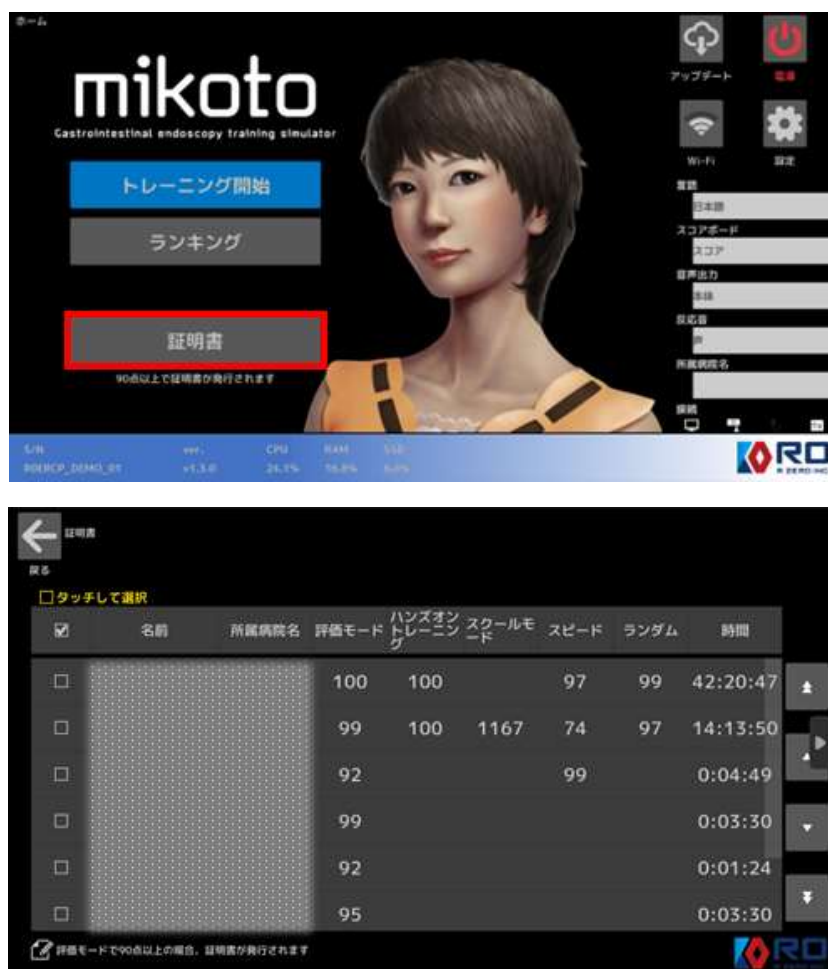 ホーム
mikoto
Gastrointestinal endoscopy training simulator
トレーニング開始
ランキング
証明書
90点以上で証明書が発行されます
アップデート
電源
Wi-Fi
設定
言語
日本語
スコアボード
スコア
音声出力
本体
反応音
声
所属病院名
接続
S/N
ver.
CPU
RAM
SSD
v1.3.0
RO
R ZERO INC
証明書
戻る
タッチして選択
名前 所属病院名 評価モード ハンズオントレーニング スクールモード スピード ランダム 時間
100 100 97 99 42:20:47
99 100 1167 74 97 14:13:50
92 99 0:04:49
99 0:03:30
92 0:01:24
95 0:03:30
評価モードで90点以上の場合、証明書が発行されます
RO